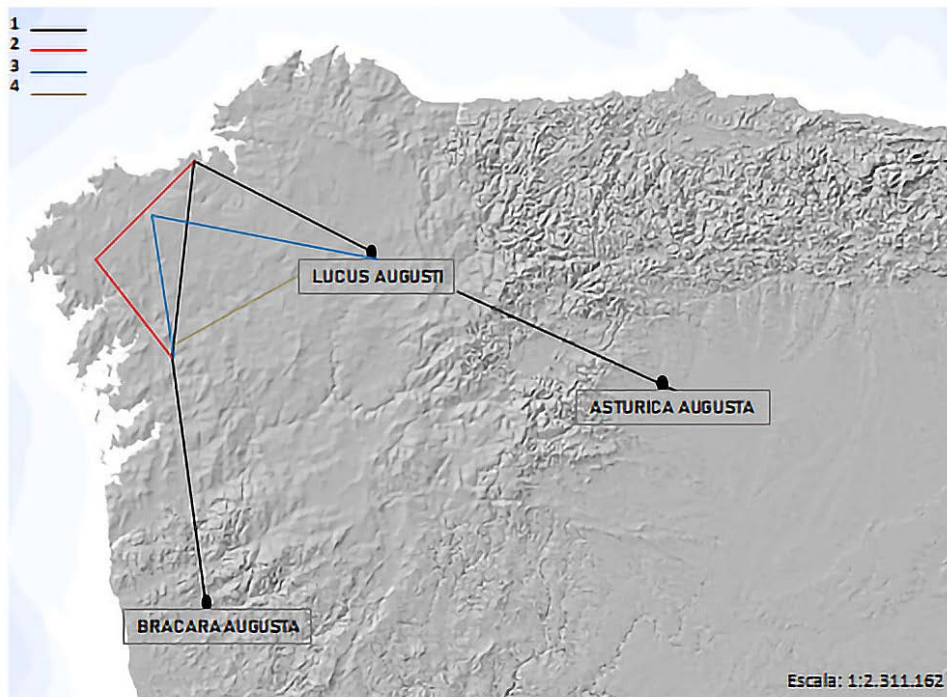 1
2
3
4
LUCUS AUGUSTI
ASTURICA AUGUSTA
BRACARA AUGUSTA
Escala: 1:2.311.162